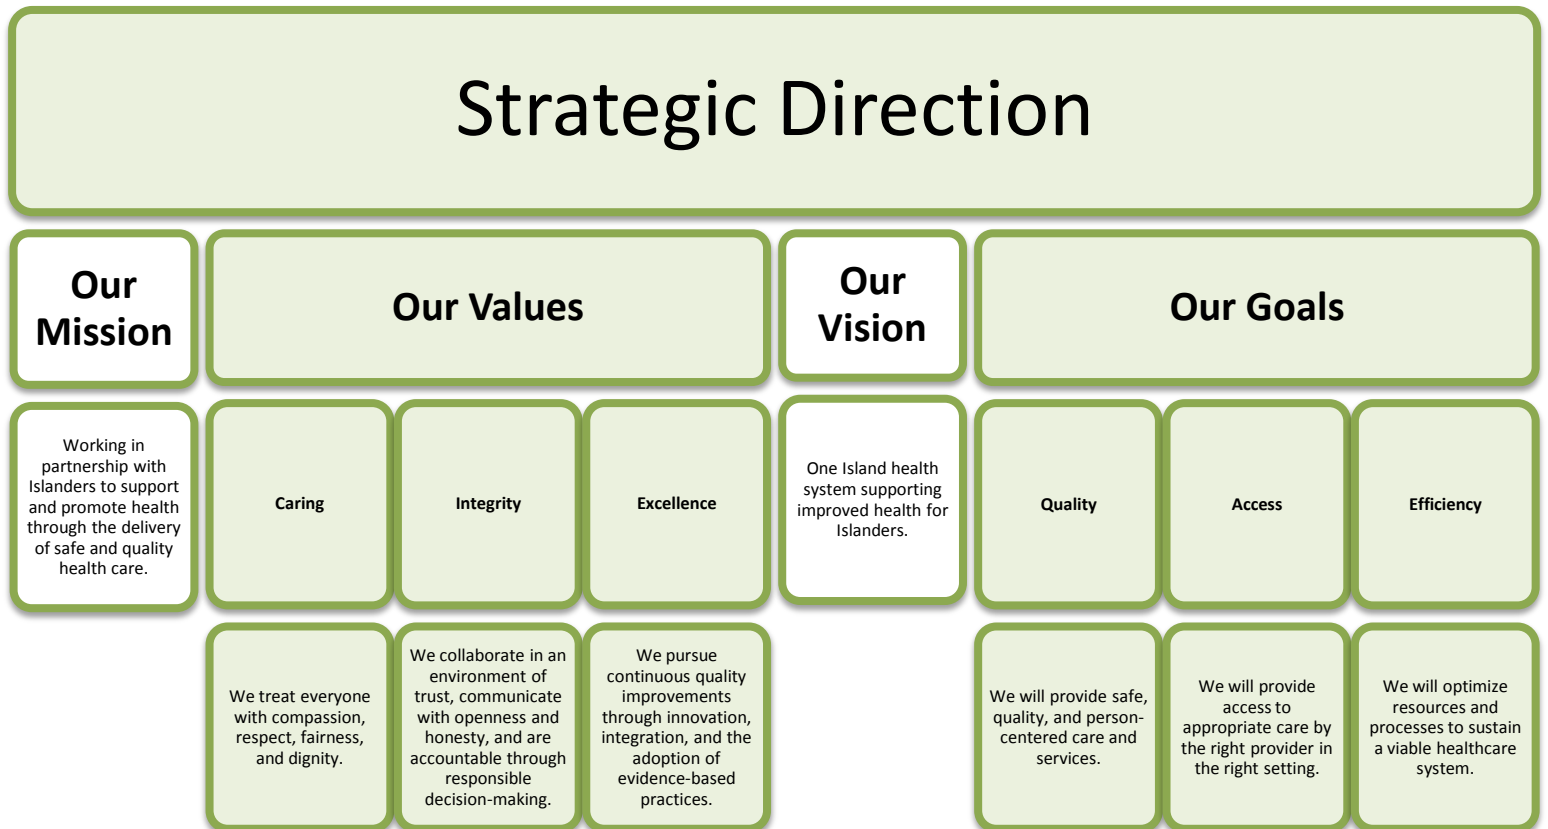 Strategic Direction
Our
Mission
Our Values
Our
Vision
Our Goals
Working in
partnership with
Islanders to support
and promote health
through the delivery
of safe and quality
health care.
Caring
Integrity
Excellence
One Island health
system supporting
improved health for
Islanders.
Quality
Access
Efficiency
We treat everyone
with compassion,
respect, fairness,
and dignity.
We collaborate in an
environment of
trust, communicate
with openness and
honesty, and are
accountable through
responsible
decision-making.
We pursue
continuous quality
improvements
through innovation,
integration, and the
adoption of
evidence-based
practices.
We will provide safe,
quality, and person-
centered care and
services.
We will provide
access to
appropriate care by
the right provider in
the right setting.
We will optimize
resources and
processes to sustain
a viable healthcare
system.